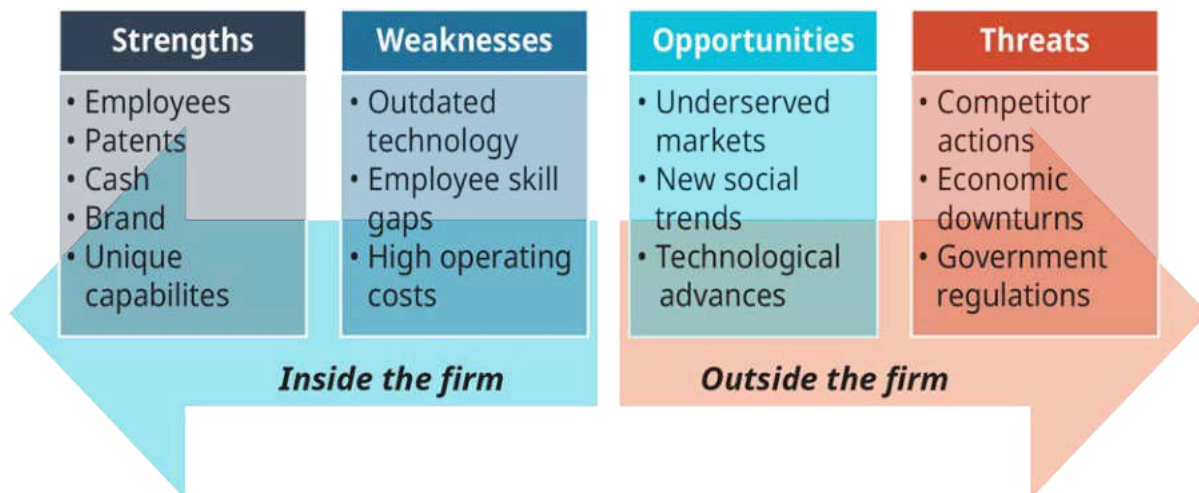 Strengths
• Employees
• Patents
• Cash
• Brand
• Unique
capabilites
Weaknesses
• Outdated
technology
• Employee skill
gaps
• High operating
costs
Opportunities
• Underserved
markets
• New social
trends
• Technological
advances
Threats
• Competitor
actions
• Economic
downturns
• Government
regulations
Inside the firm
Outside the firm